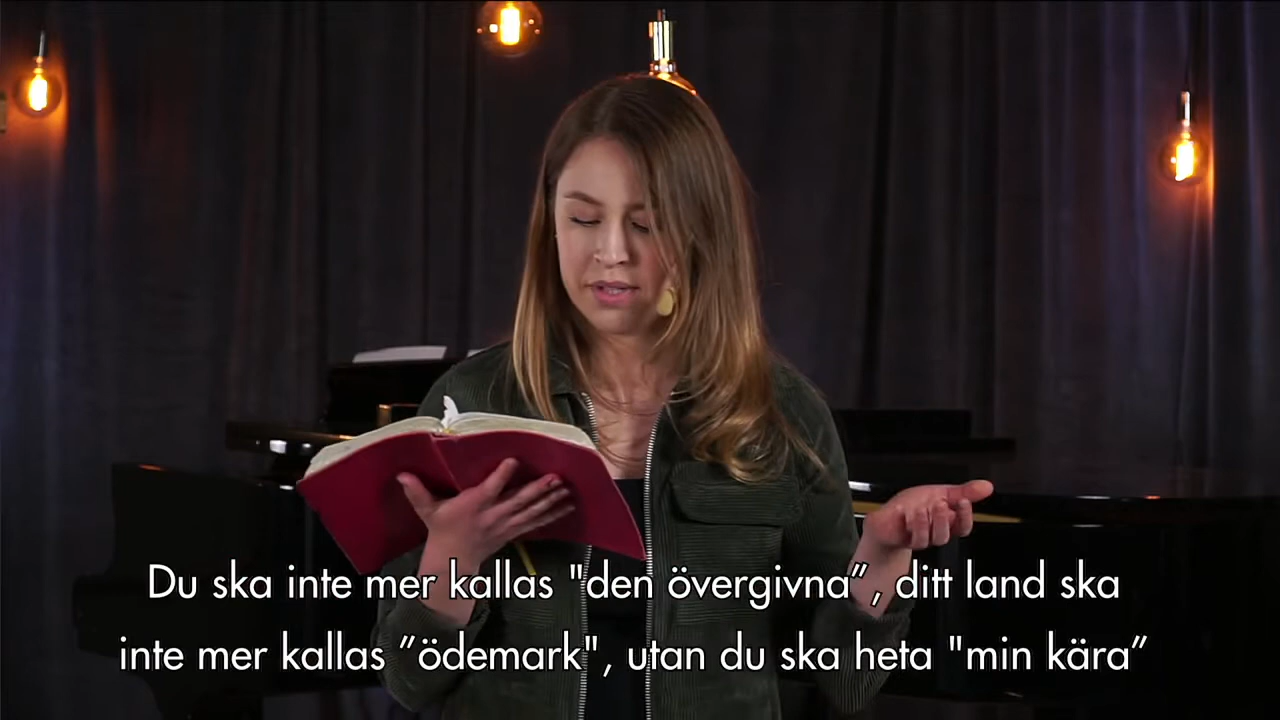 Du ska inte mer kallas "den övergivna”, ditt land ska
inte mer kallas ”ödemark", utan du ska heta "min kära”